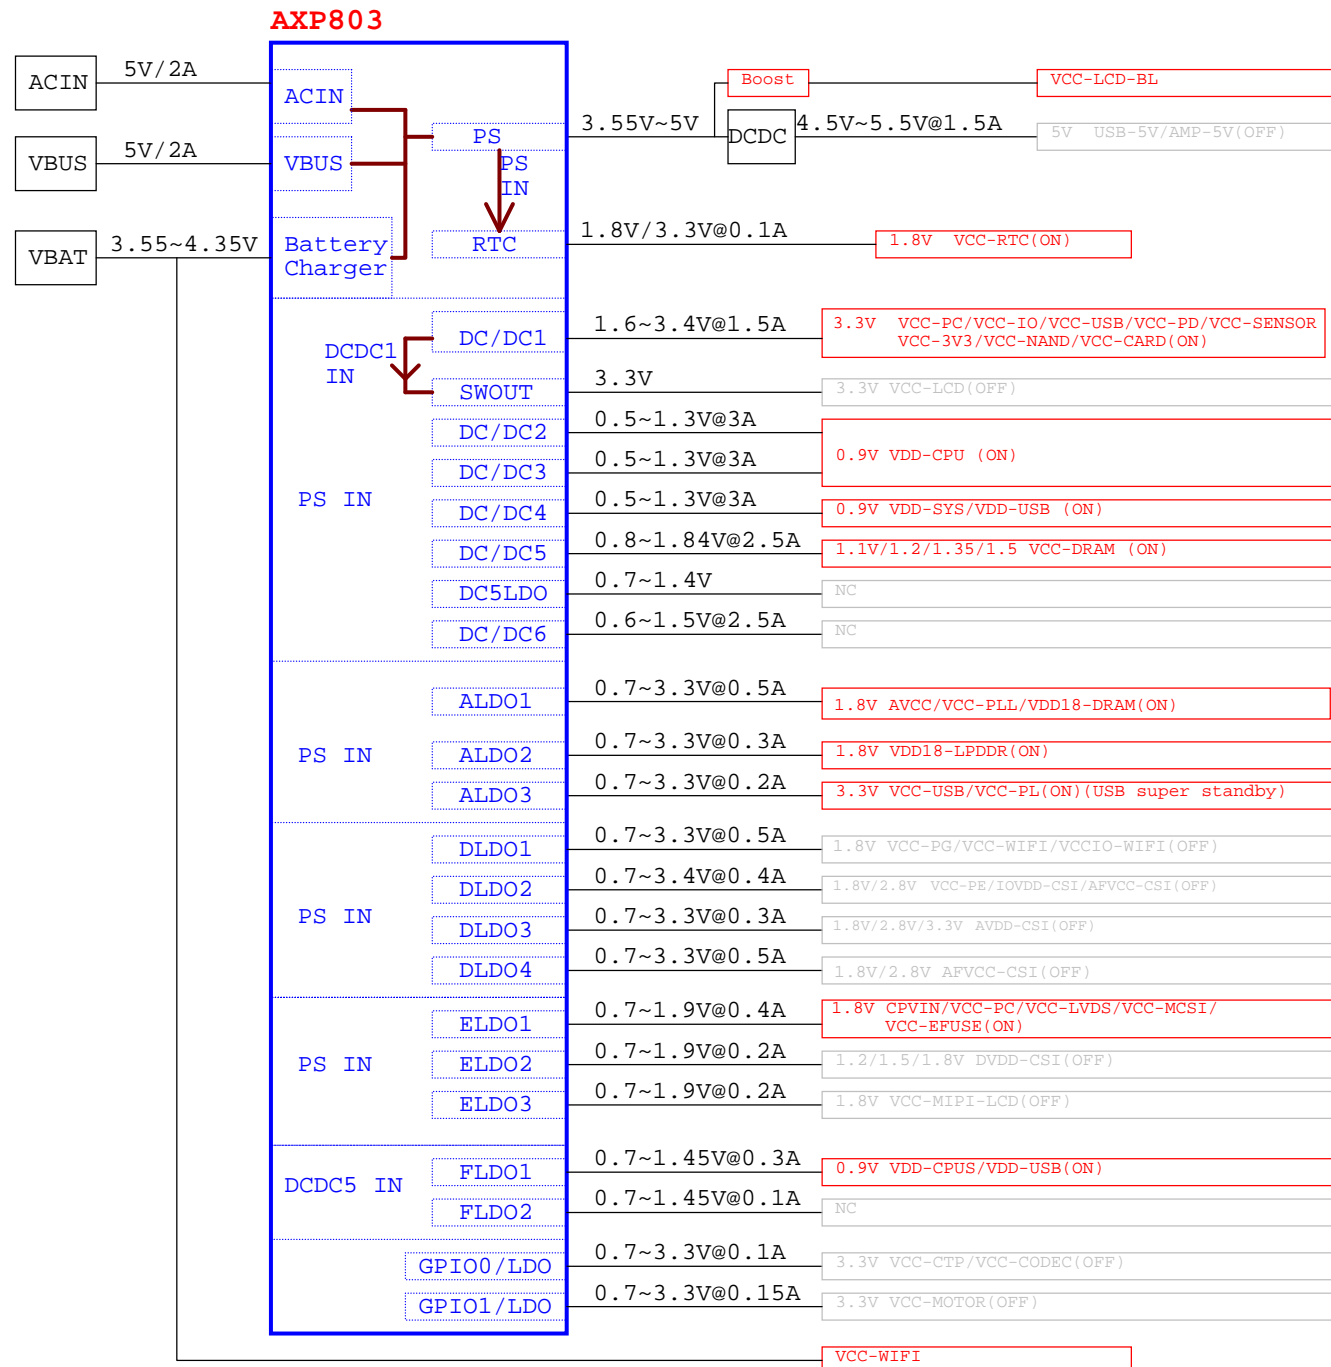 AXP803
ACIN
5V/2A
ACIN
Boost
VCC-LCD-BL
PS
3.55V~5V
DCDC
4.5V~5.5V@1.5A
5V USB-5V/AMP-5V(OFF)
VBUS
5V/2A
VBUS
PS
IN
VBAT
3.55~4.35V
Battery
Charger
RTC
1.8V/3.3V@0.1A
1.8V VCC-RTC(ON)
DCDC1
IN
DC/DC1
1.6~3.4V@1.5A
3.3V VCC-PC/VCC-IO/VCC-USB/VCC-PD/VCC-SENSOR
VCC-3V3/VCC-NAND/VCC-CARD(ON)
SWOUT
3.3V
3.3V VCC-LCD(OFF)
DC/DC2
0.5~1.3V@3A
0.9V VDD-CPU (ON)
DC/DC3
0.5~1.3V@3A
PS IN
DC/DC4
0.5~1.3V@3A
0.9V VDD-SYS/VDD-USB (ON)
DC/DC5
0.8~1.84V@2.5A
1.1V/1.2/1.35/1.5 VCC-DRAM (ON)
DC5LDO
0.7~1.4V
NC
DC/DC6
0.6~1.5V@2.5A
NC
ALDO1
0.7~3.3V@0.5A
1.8V AVCC/VCC-PLL/VDD18-DRAM(ON)
PS IN
ALDO2
0.7~3.3V@0.3A
1.8V VDD18-LPDDR(ON)
ALDO3
0.7~3.3V@0.2A
3.3V VCC-USB/VCC-PL(ON)(USB super standby)
DLDO1
0.7~3.3V@0.5A
1.8V VCC-PG/VCC-WIFI/VCCIO-WIFI(OFF)
DLDO2
0.7~3.4V@0.4A
1.8V/2.8V VCC-PE/IOVDD-CSI/AFVCC-CSI(OFF)
PS IN
DLDO3
0.7~3.3V@0.3A
1.8V/2.8V/3.3V AVDD-CSI(OFF)
DLDO4
0.7~3.3V@0.5A
1.8V/2.8V AFVCC-CSI(OFF)
ELDO1
0.7~1.9V@0.4A
1.8V CPVIN/VCC-PC/VCC-LVDS/VCC-MCSI/
VCC-EFUSE(ON)
PS IN
ELDO2
0.7~1.9V@0.2A
1.2/1.5/1.8V DVDD-CSI(OFF)
ELDO3
0.7~1.9V@0.2A
1.8V VCC-MIPI-LCD(OFF)
DCDC5 IN
FLDO1
0.7~1.45V@0.3A
0.9V VDD-CPUS/VDD-USB(ON)
FLDO2
0.7~1.45V@0.1A
NC
GPIO0/LDO
0.7~3.3V@0.1A
3.3V VCC-CTP/VCC-CODEC(OFF)
GPIO1/LDO
0.7~3.3V@0.15A
3.3V VCC-MOTOR(OFF)
VCC-WIFI